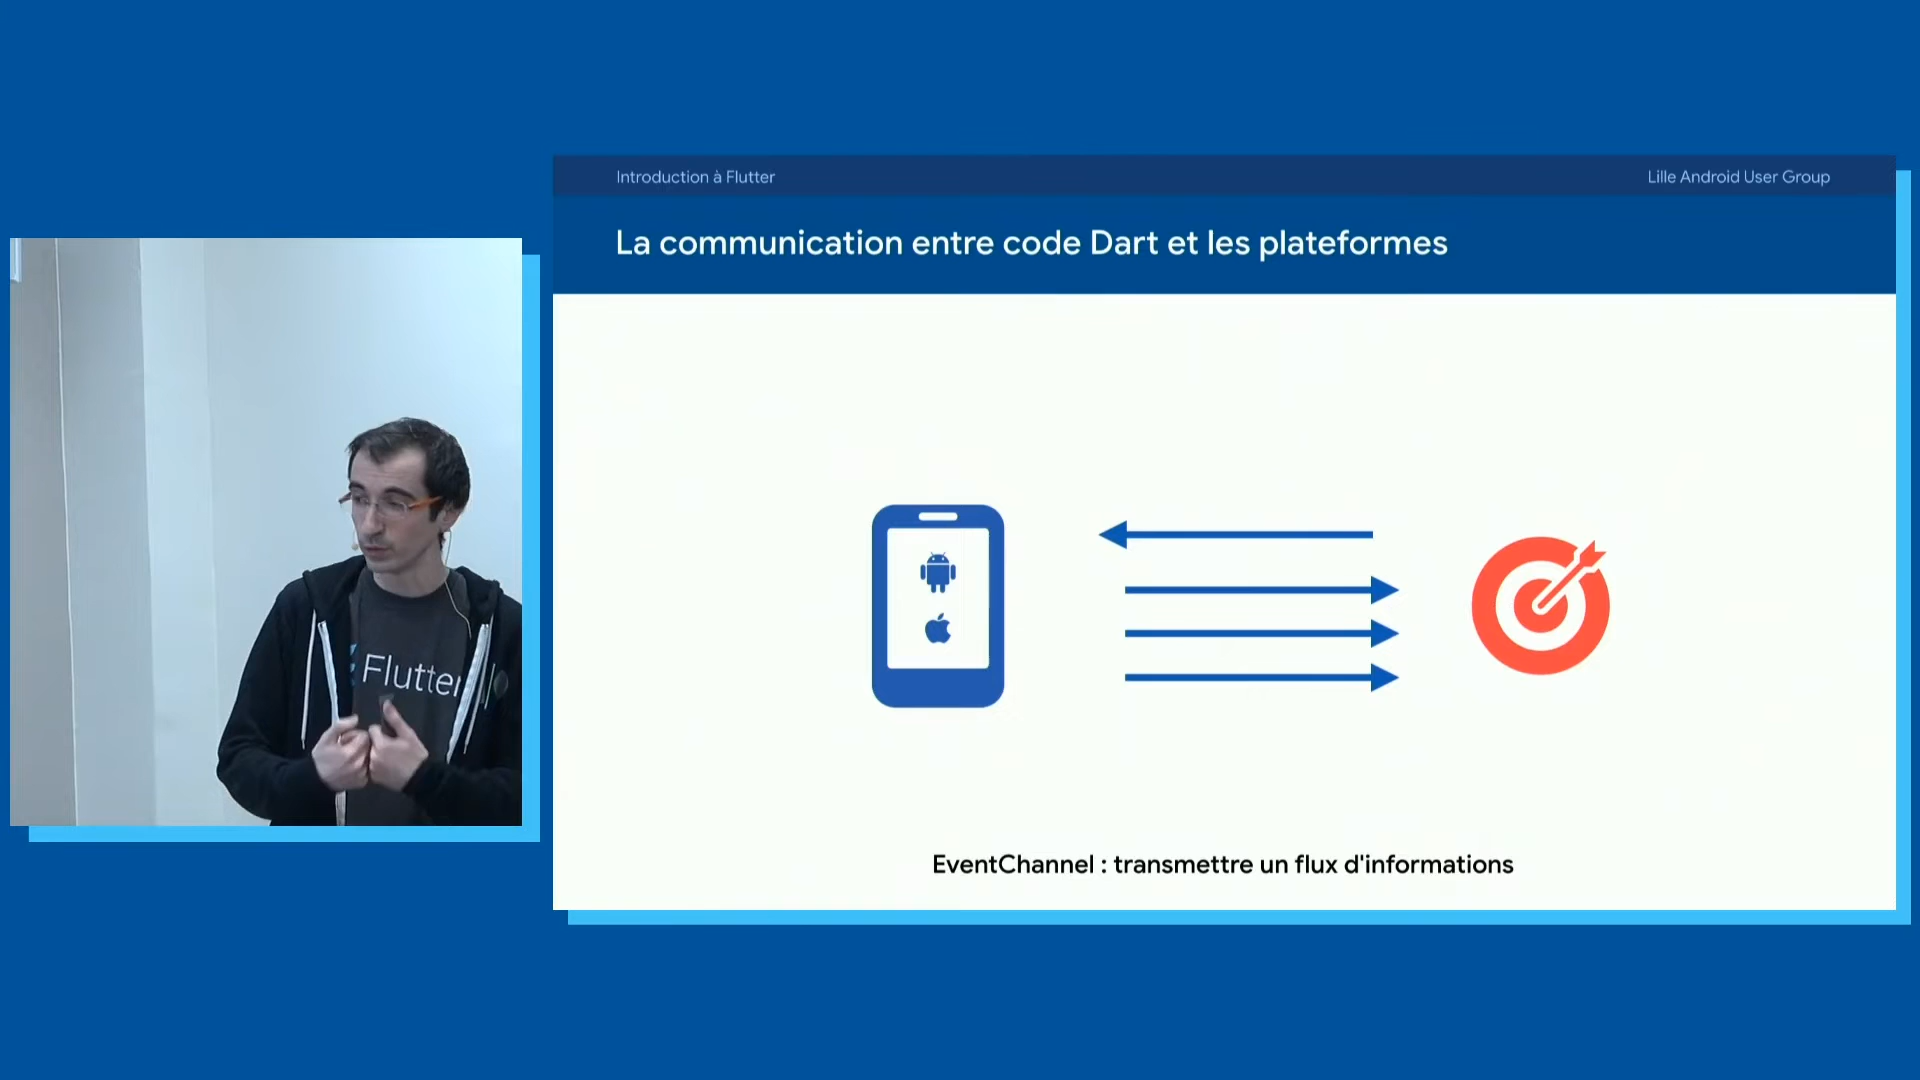 Introduction à Flutter
Lille Android User Group
La communication entre code Dart et les plateformes
Flutter
EventChannel : transmettre un flux d'informations